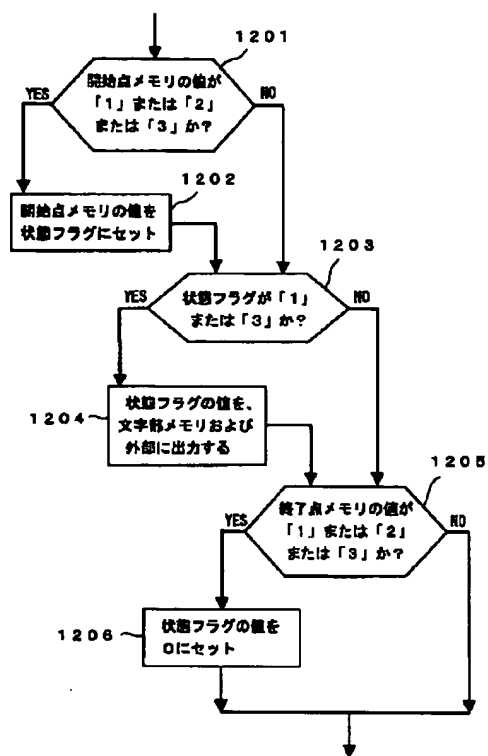 1201
開始点メモリの値が
「1」または「2」
または「3」か?
YES
NO
1202
開始点メモリの値を
状態フラグにセット
1203
状態フラグが「1」
または「3」か?
YES
NO
1204
状態フラグの値を、
文字部メモリおよび
外部に出力する
1205
終了点メモリの値が
「1」または「2」
または「3」か?
YES
NO
1206
状態フラグの値を
0にセット